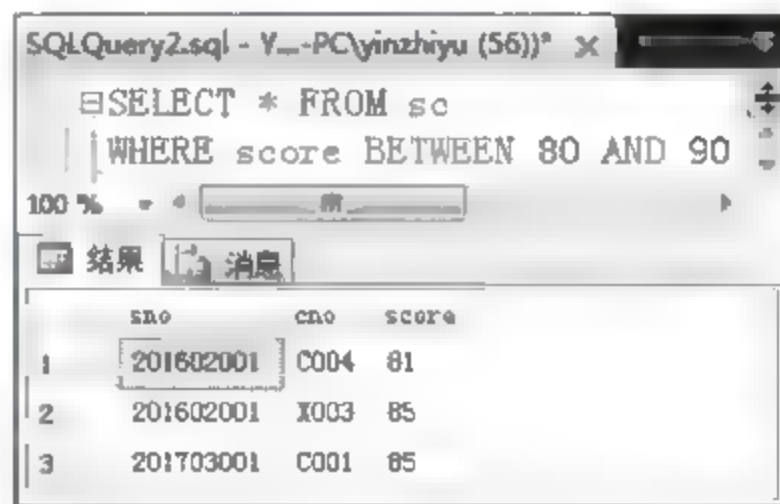 SQLQuery2.sql - Y...-PC\yinzhiyu (56))* ×
SELECT * FROM sc
WHERE score BETWEEN 80 AND 90
100 %
结果 消息
sno cno score
1 201602001 C004 81
2 201602001 X003 85
3 201703001 C001 85